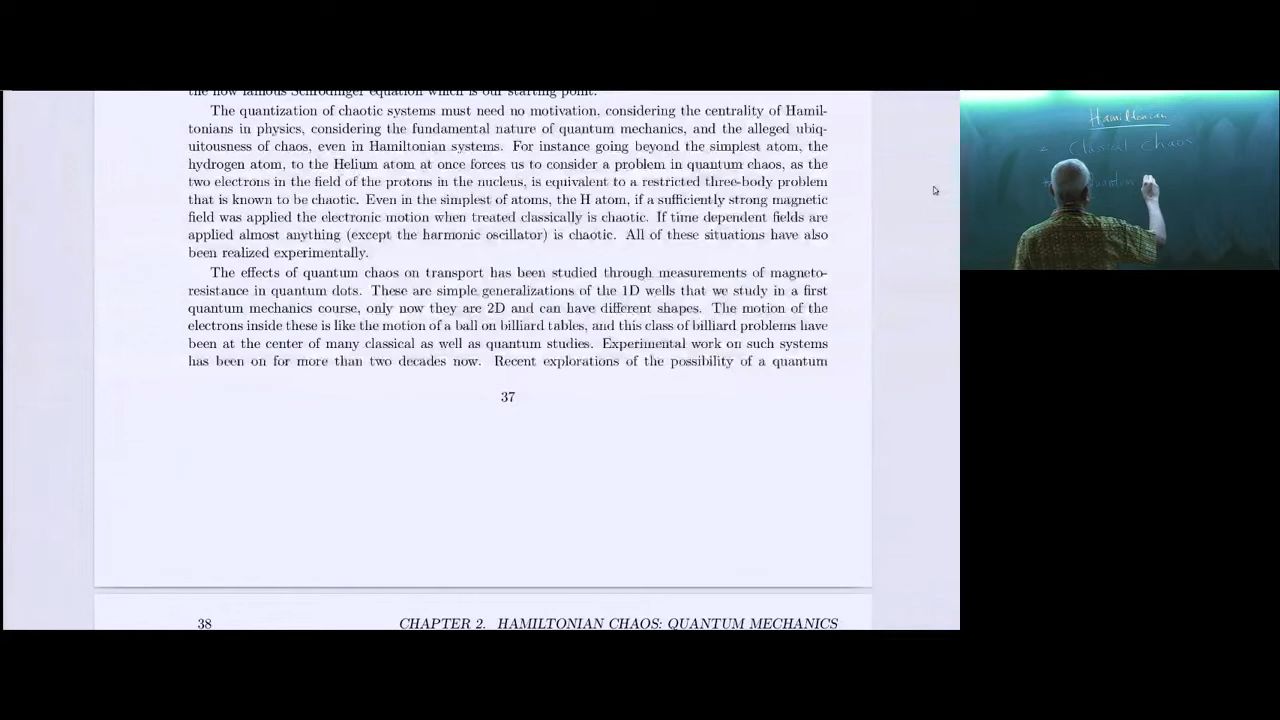 the now famous Schrodinger equation which is our starting point.
The quantization of chaotic systems must need no motivation, considering the centrality of Hamil-
tonians in physics, considering the fundamental nature of quantum mechanics, and the alleged ubiq-
uitousness of chaos, even in Hamiltonian systems. For instance going beyond the simplest atom, the
hydrogen atom, to the Helium atom at once forces us to consider a problem in quantum chaos, as the
two electrons in the field of the protons in the nucleus, is equivalent to a restricted three-body problem
that is known to be chaotic. Even in the simplest of atoms, the H atom, if a sufficiently strong magnetic
field was applied the electronic motion when treated classically is chaotic. If time dependent fields are
applied almost anything (except the harmonic oscillator) is chaotic. All of these situations have also
been realized experimentally.
The effects of quantum chaos on transport has been studied through measurements of magneto-
resistance in quantum dots. These are simple generalizations of the 1D wells that we study in a first
quantum mechanics course, only now they are 2D and can have different shapes. The motion of the
electrons inside these is like the motion of a ball on billiard tables, and this class of billiard problems have
been at the center of many classical as well as quantum studies. Experimental work on such systems
has been on for more than two decades now. Recent explorations of the possibility of a quantum
37
38 CHAPTER 2. HAMILTONIAN CHAOS: QUANTUM MECHANICS
Hamiltonian
Classical chaos